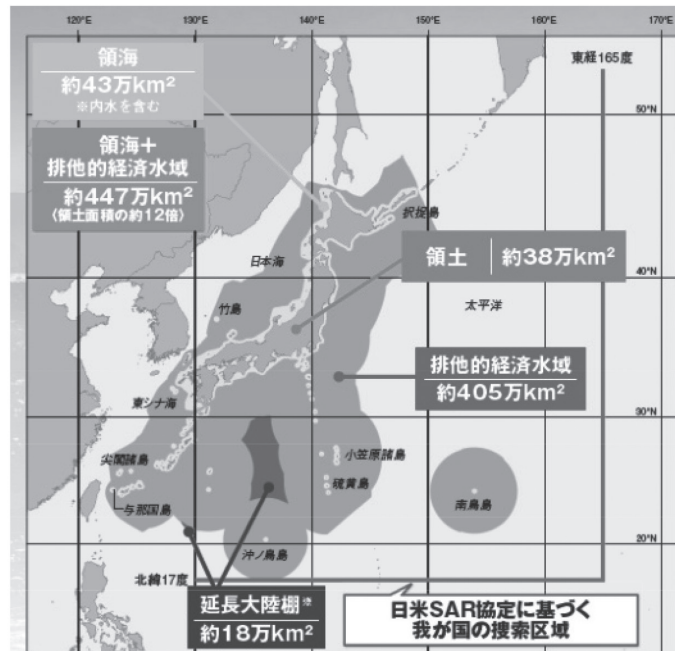 120°E
130°E
140°E
150°E
160°E
170°E
領海
約43万km²
※内水を含む
東経165度
50°N
領海＋
排他的経済水域
約447万km²
(領土面積の約12倍)
択捉島
日本海
領土
約38万km²
40°N
竹島
太平洋
排他的経済水域
約405万km²
東シナ海
30°N
尖閣諸島
小笠原諸島
硫黄島
与那国島
南鳥島
20°N
沖ノ鳥島
北緯17度
延長大陸棚※
約18万km²
日米SAR協定に基づく
我が国の捜索区域
120°E
130°E
140°E
150°E
160°E